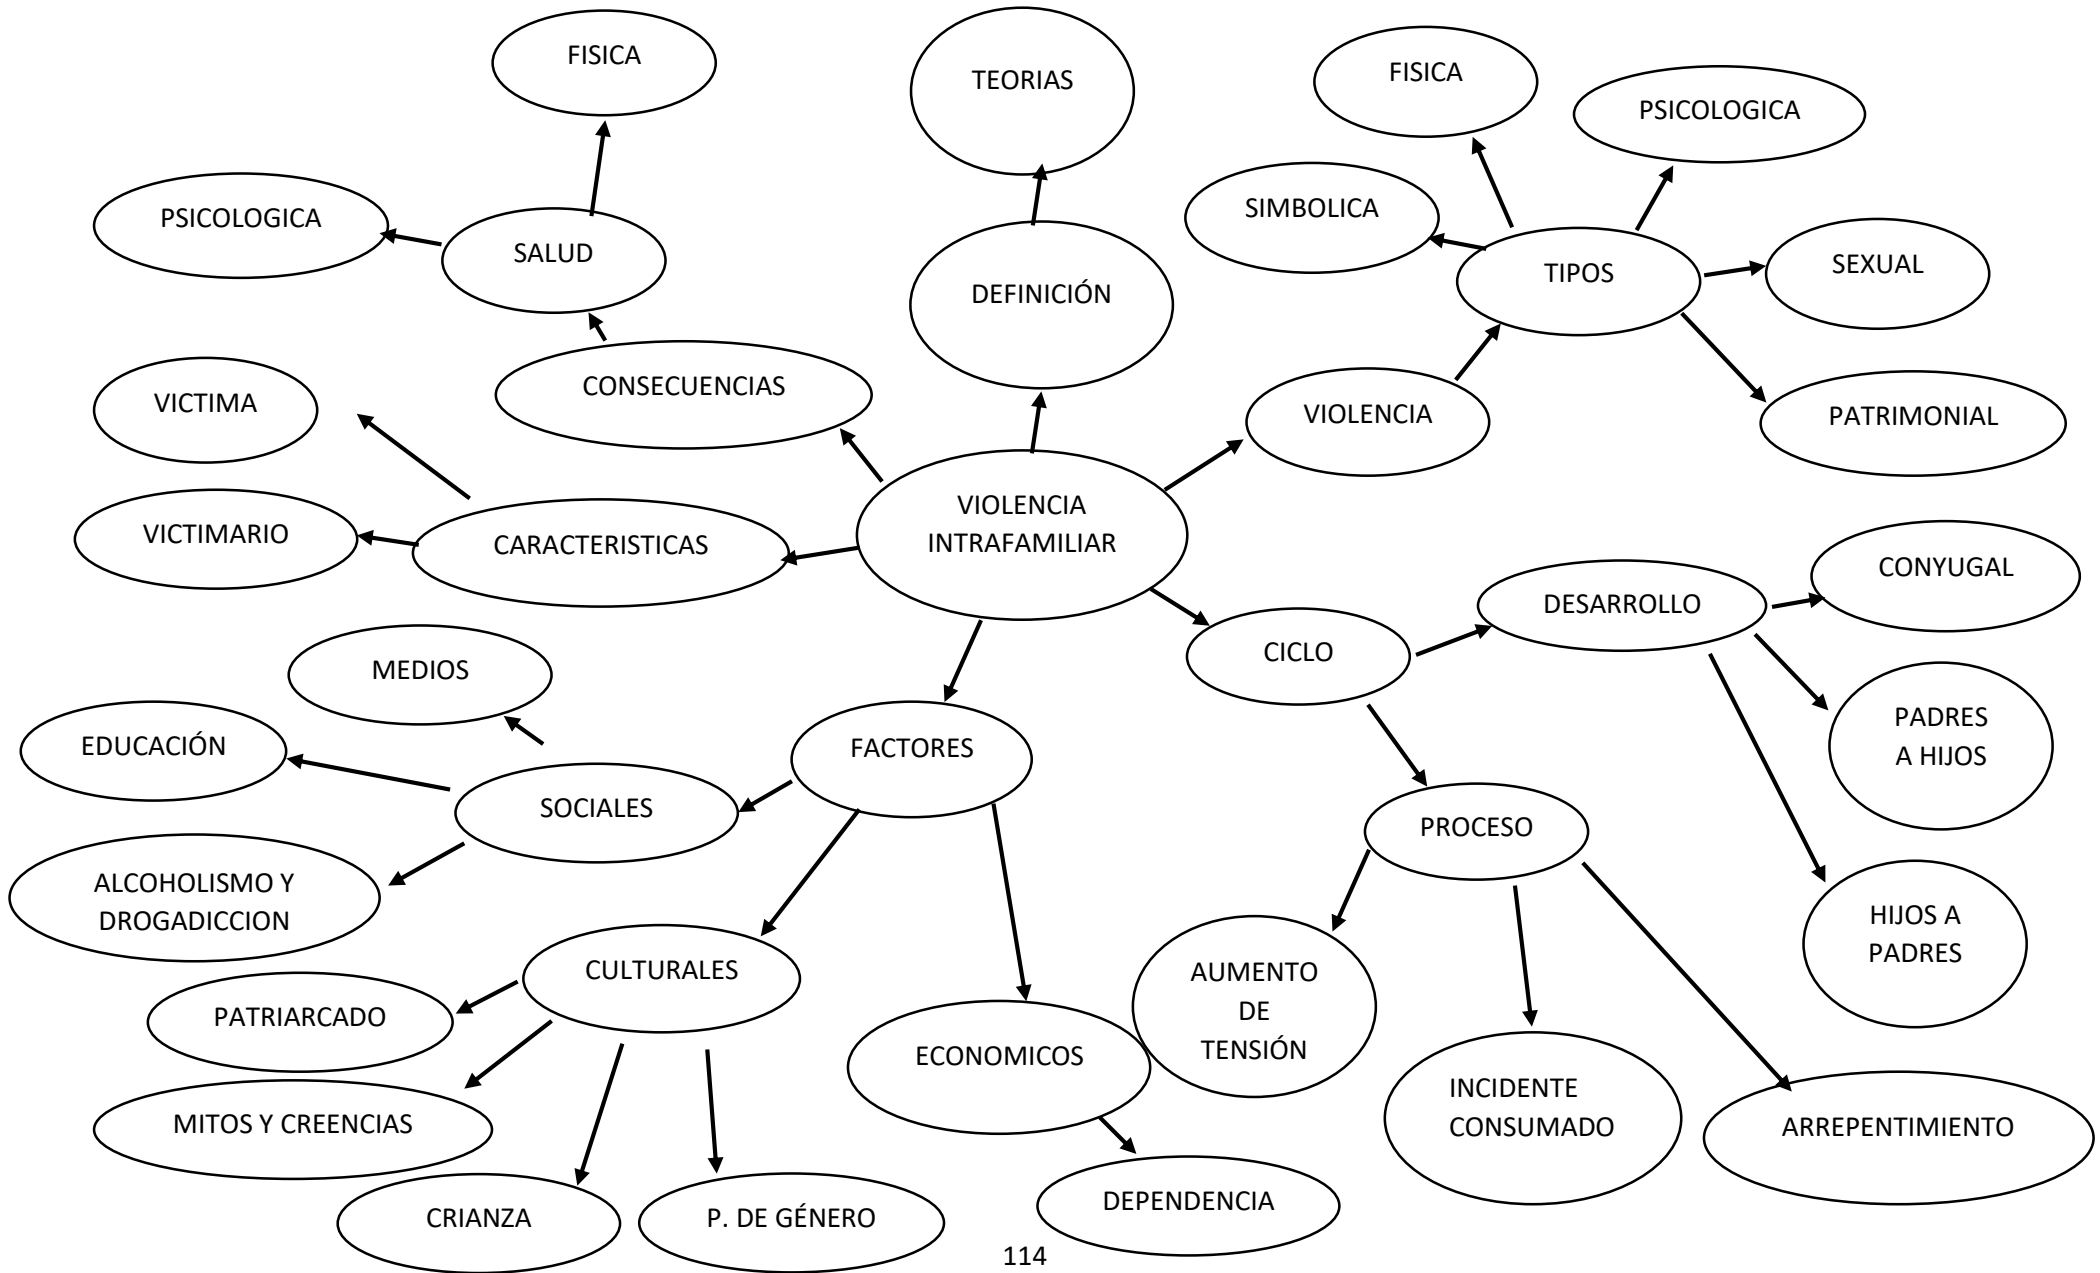 FISICA
TEORIAS
FISICA
PSICOLOGICA
PSICOLOGICA
SALUD
SIMBOLICA
TIPOS
SEXUAL
DEFINICIÓN
VICTIMA
CONSECUENCIAS
VIOLENCIA
PATRIMONIAL
VICTIMARIO
CARACTERISTICAS
VIOLENCIA
INTRAFAMILIAR
DESARROLLO
CONYUGAL
MEDIOS
CICLO
EDUCACIÓN
SOCIALES
FACTORES
PADRES
A HIJOS
PROCESO
ALCOHOLISMO Y
DROGADICCION
HIJOS A
PADRES
CULTURALES
PATRIARCADO
AUMENTO
DE
TENSIÓN
ECONOMICOS
INCIDENTE
CONSUMADO
ARREPENTIMIENTO
MITOS Y CREENCIAS
CRIANZA
P. DE GÉNERO
DEPENDENCIA
114